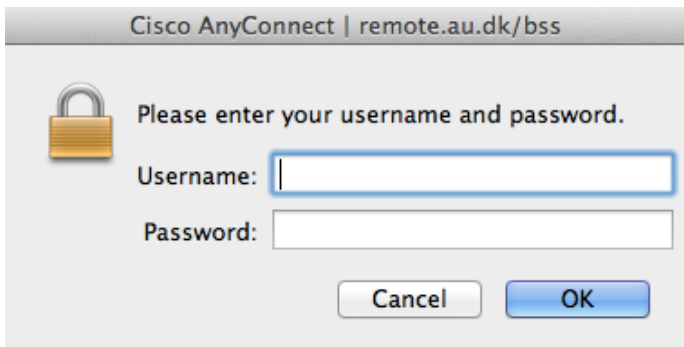 Cisco AnyConnect | remote.au.dk/bss
Please enter your username and password.
Username:
Password:
Cancel OK